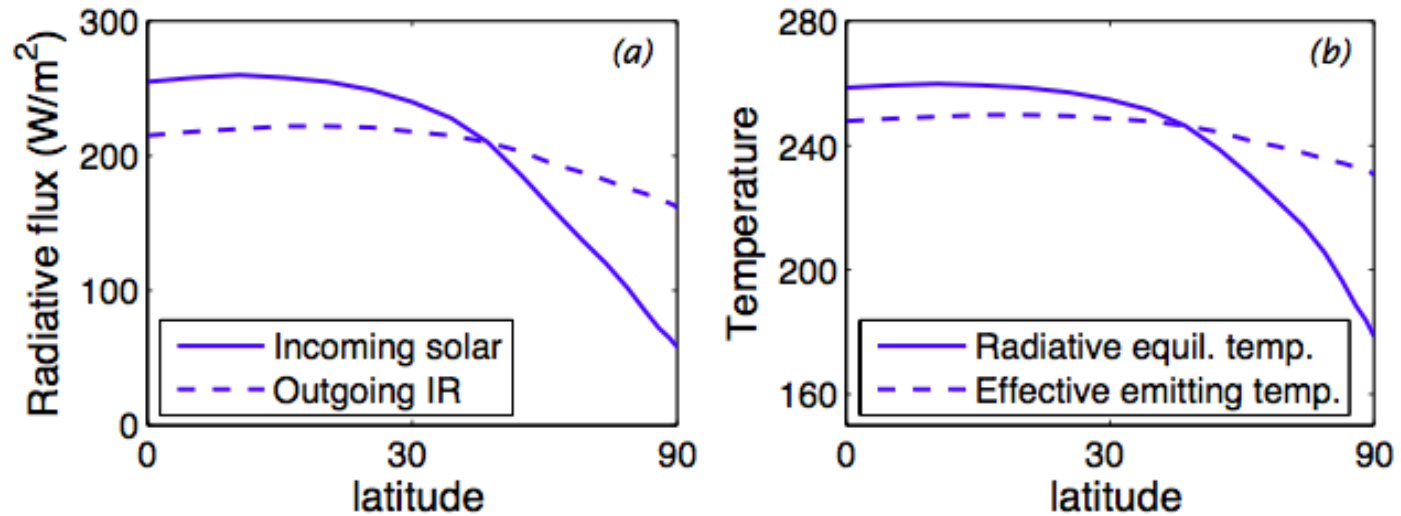 (a)
Radiative flux (W/m²)
300
200
100
0
Incoming solar
Outgoing IR
0 30 90
latitude
(b)
Temperature
280
240
200
160
Radiative equil. temp.
Effective emitting temp.
0 30 90
latitude